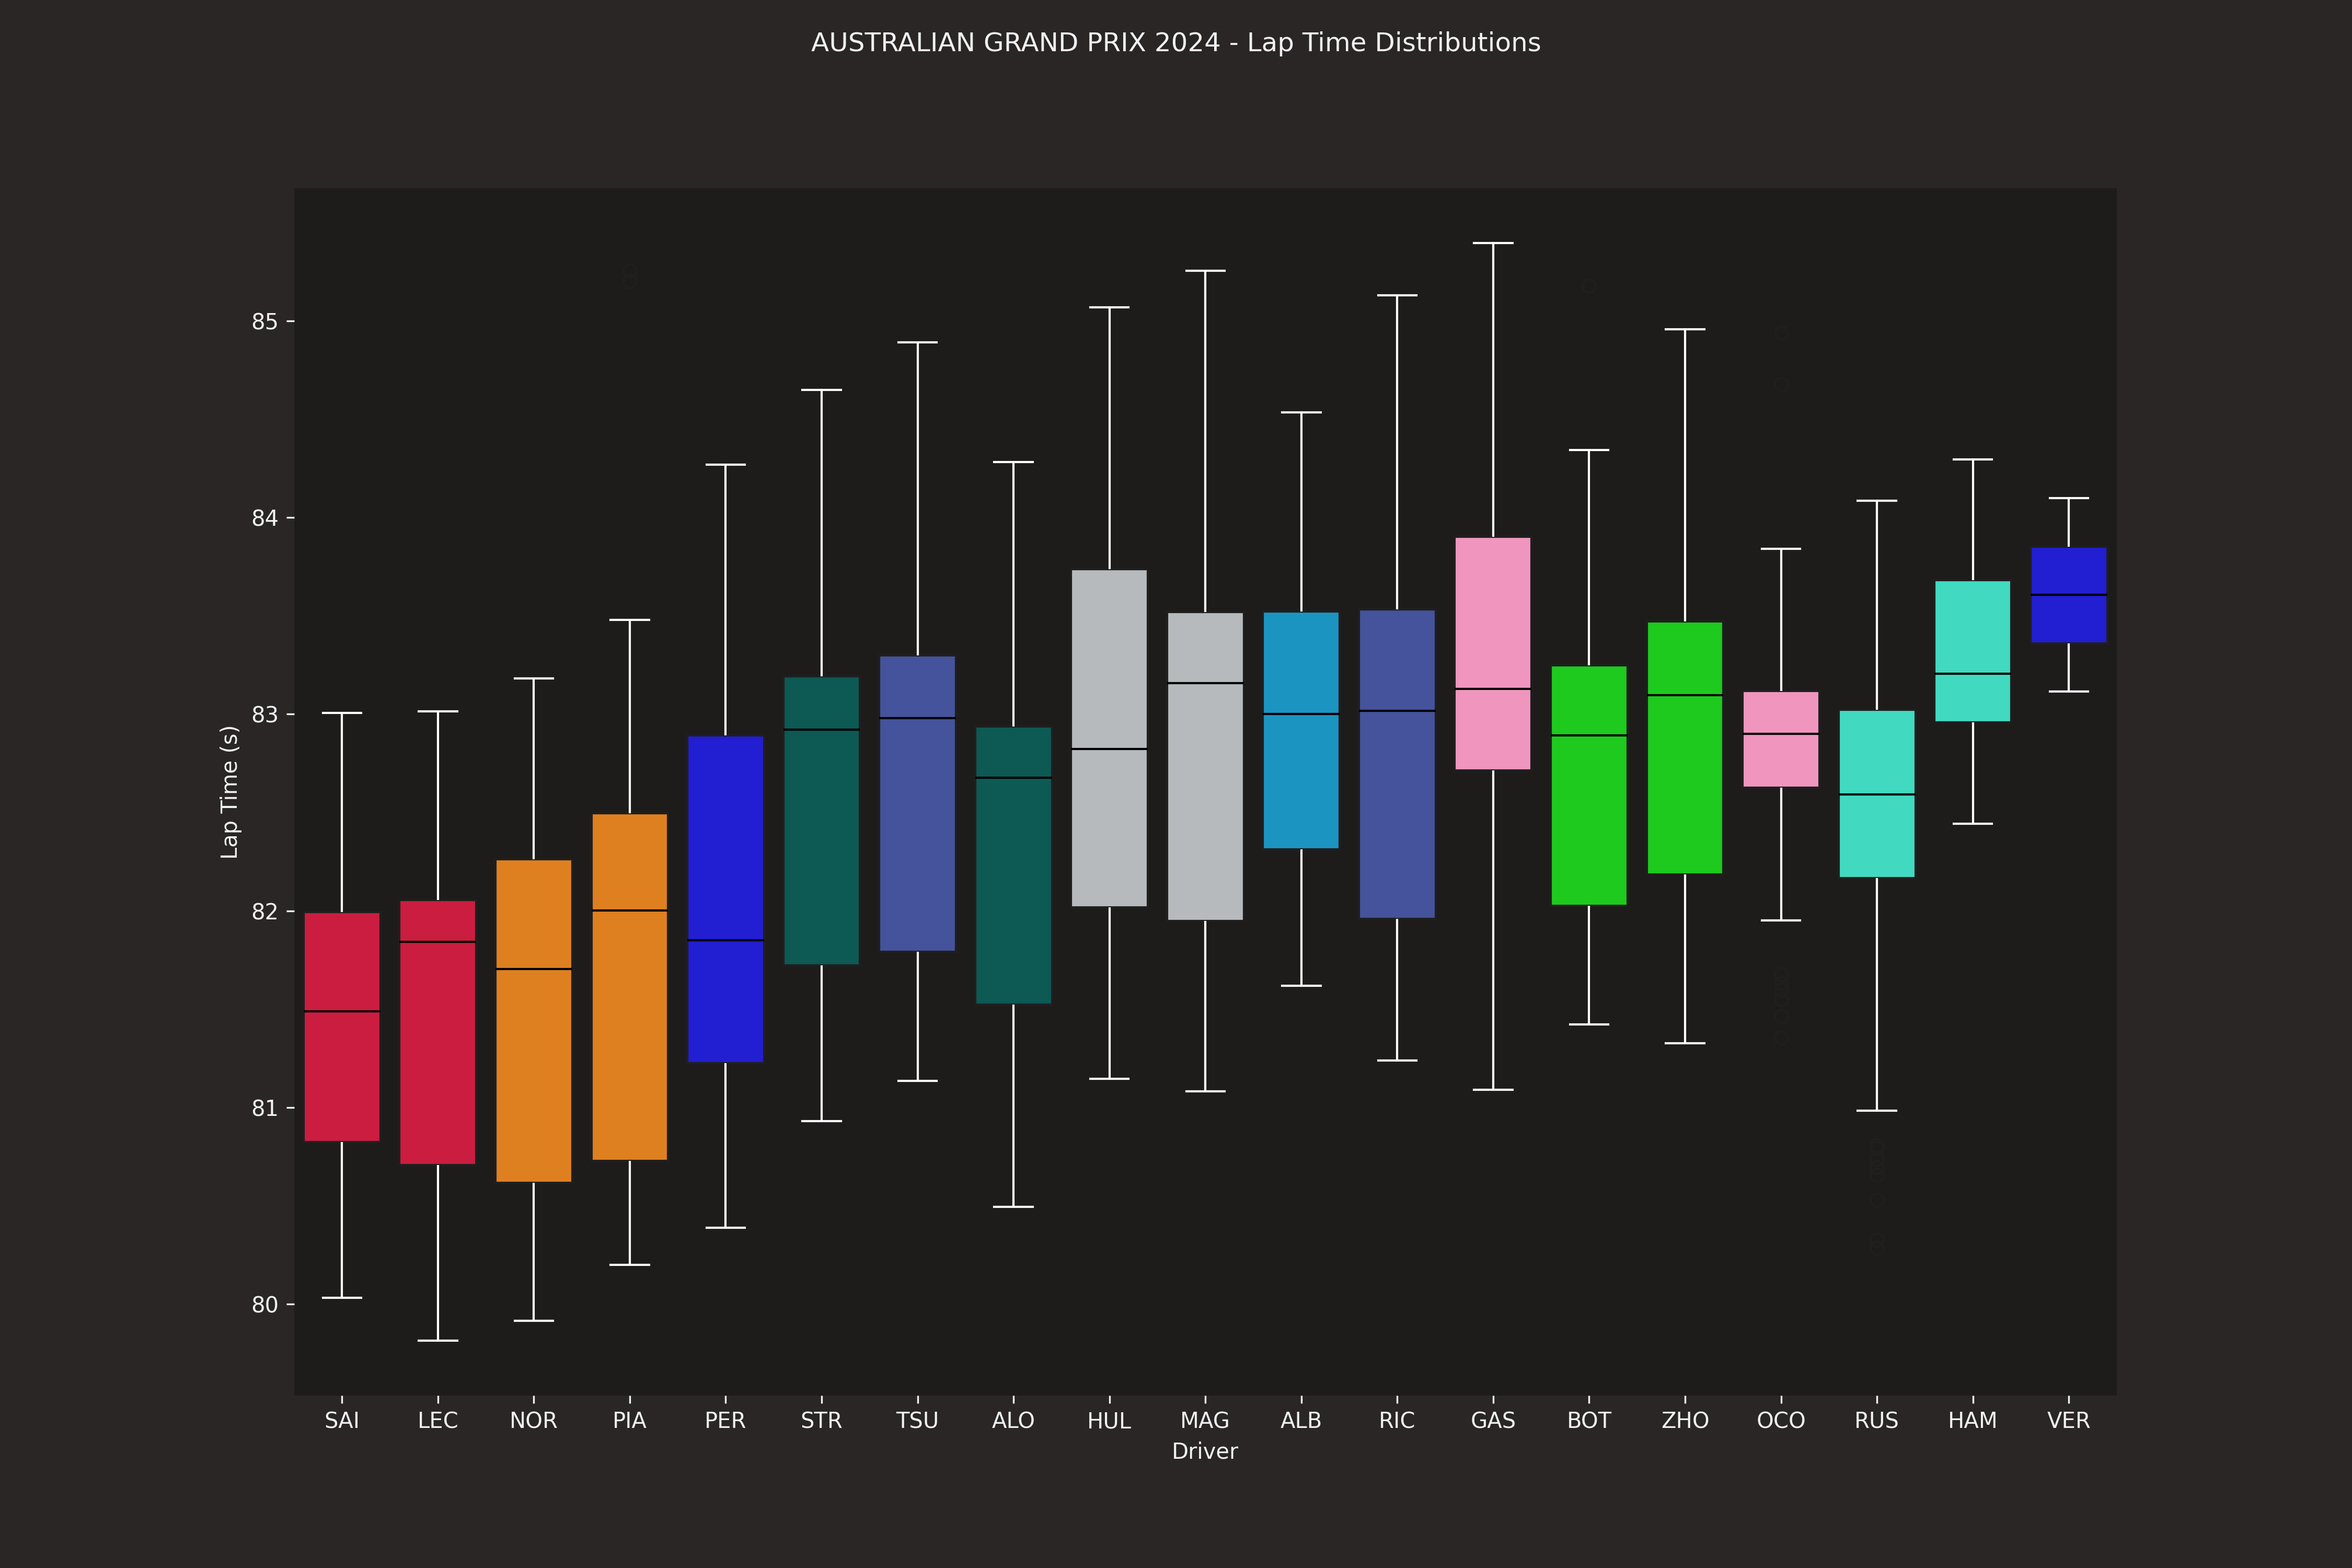 AUSTRALIAN GRAND PRIX 2024 - Lap Time Distributions
85
84
83
82
81
80
Lap Time (s)
SAI LEC NOR PIA PER STR TSU ALO HUL MAG ALB RIC GAS BOT ZHO OCO RUS HAM VER
Driver